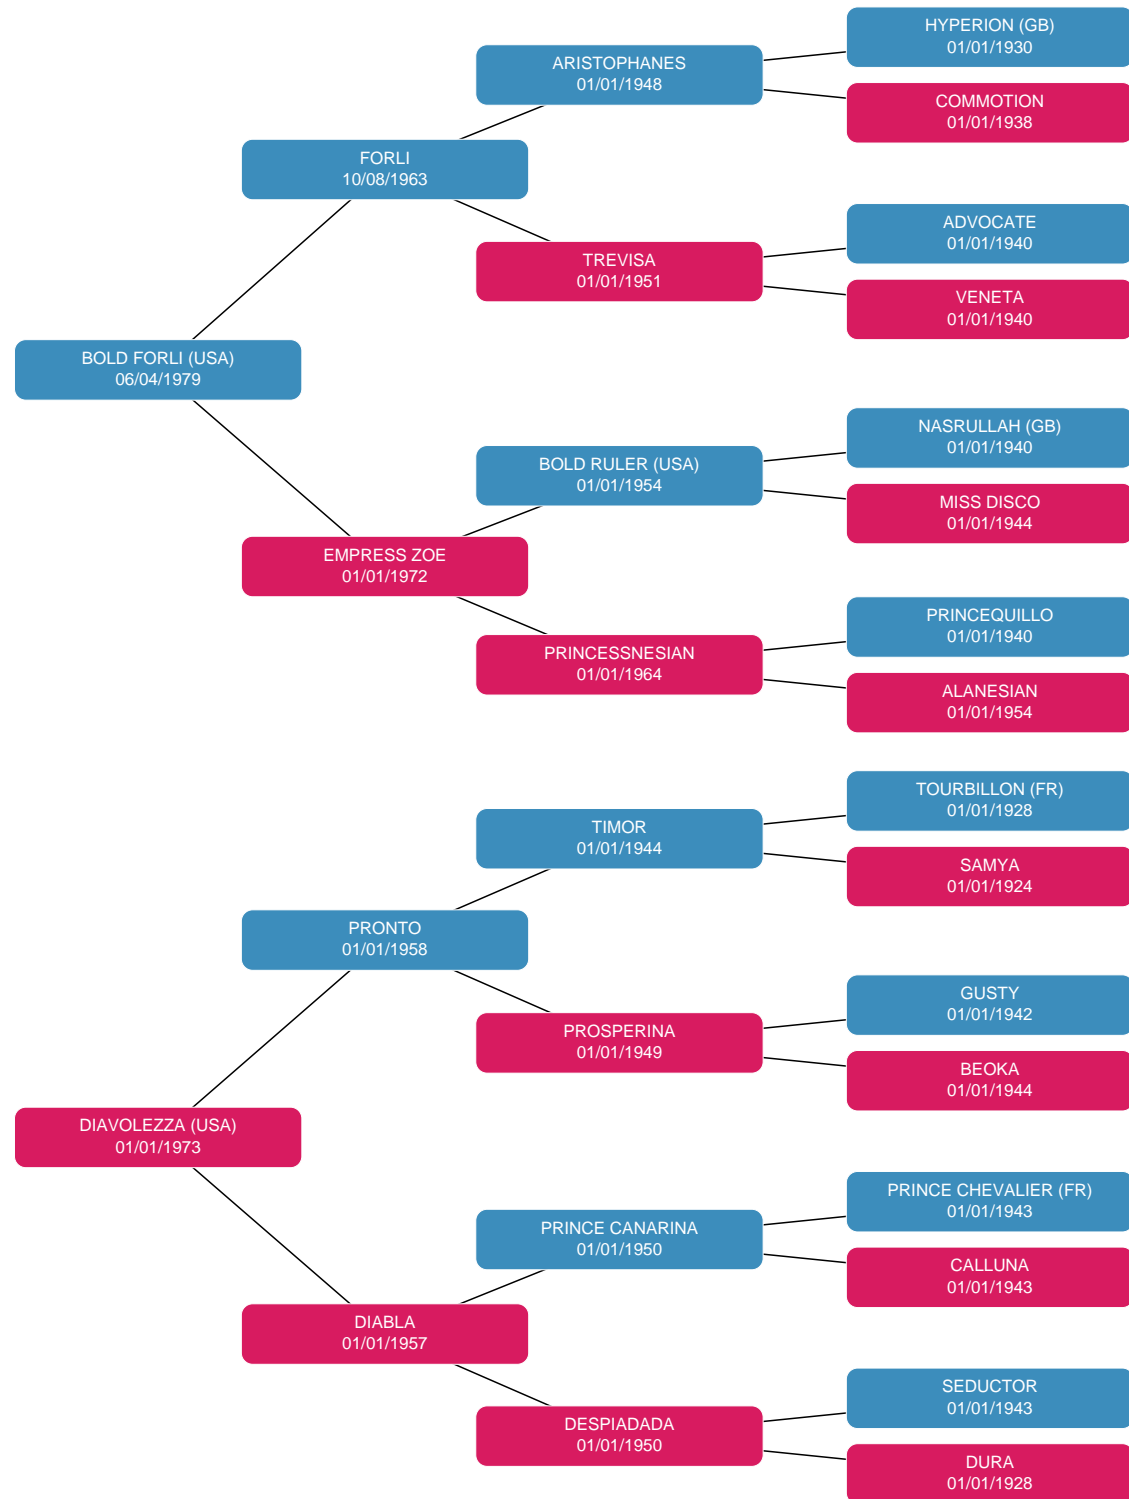 HYPERION (GB)
01/01/1930
ARISTOPHANES
01/01/1948
COMMOTION
01/01/1938
FORLI
10/08/1963
ADVOCATE
01/01/1940
TREVISA
01/01/1951
VENETA
01/01/1940
BOLD FORLI (USA)
06/04/1979
NASRULLAH (GB)
01/01/1940
BOLD RULER (USA)
01/01/1954
MISS DISCO
01/01/1944
EMPRESS ZOE
01/01/1972
PRINCEQUILLO
01/01/1940
PRINCESSNESIAN
01/01/1964
ALANESIAN
01/01/1954
TOURBILLON (FR)
01/01/1928
TIMOR
01/01/1944
SAMYA
01/01/1924
PRONTO
01/01/1958
GUSTY
01/01/1942
PROSPERINA
01/01/1949
BEOKA
01/01/1944
DIAVOLEZZA (USA)
01/01/1973
PRINCE CHEVALIER (FR)
01/01/1943
PRINCE CANARINA
01/01/1950
CALLUNA
01/01/1943
DIABLA
01/01/1957
SEDUCTOR
01/01/1943
DESPIADADA
01/01/1950
DURA
01/01/1928